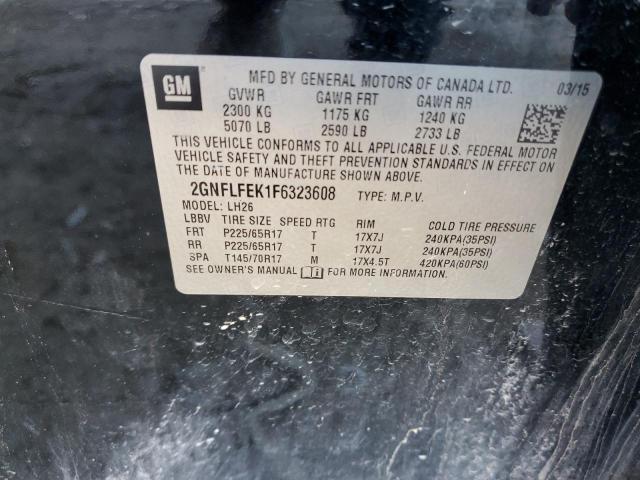 GM
MFD BY GENERAL MOTORS OF CANADA LTD. 03/15
GVWR GAWR FRT GAWR RR
2300 KG 1175 KG 1240 KG
5070 LB 2590 LB 2733 LB
THIS VEHICLE CONFORMS TO ALL APPLICABLE U.S. FEDERAL MOTOR
VEHICLE SAFETY AND THEFT PREVENTION STANDARDS IN EFFECT ON
THE DATE OF MANUFACTURE SHOWN ABOVE.
2GNFLFEK1F6323608 TYPE: M.P.V.
MODEL: LH26
LBBV TIRE SIZE SPEED RTG RIM COLD TIRE PRESSURE
FRT P225/65R17 T 17X7J 240KPA(35PSI)
RR P225/65R17 T 17X7J 240KPA(35PSI)
SPA T145/70R17 M 17X4.5T 420KPA(60PSI)
SEE OWNER'S MANUAL FOR MORE INFORMATION.